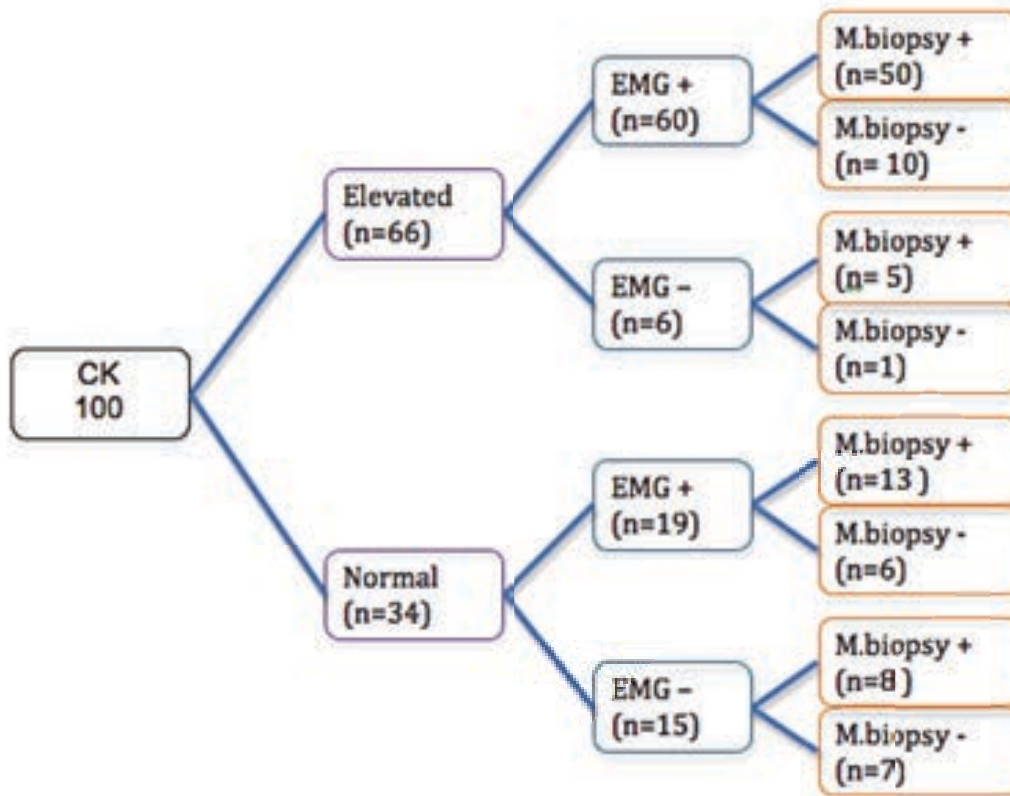 CK
100
Elevated
(n=66)
Normal
(n=34)
EMG +
(n=60)
EMG –
(n=6)
EMG +
(n=19)
EMG –
(n=15)
M.biopsy +
(n=50)
M.biopsy -
(n= 10)
M.biopsy +
(n= 5)
M.biopsy -
(n=1)
M.biopsy +
(n=13 )
M.biopsy -
(n=6)
M.biopsy +
(n=8 )
M.biopsy -
(n=7)